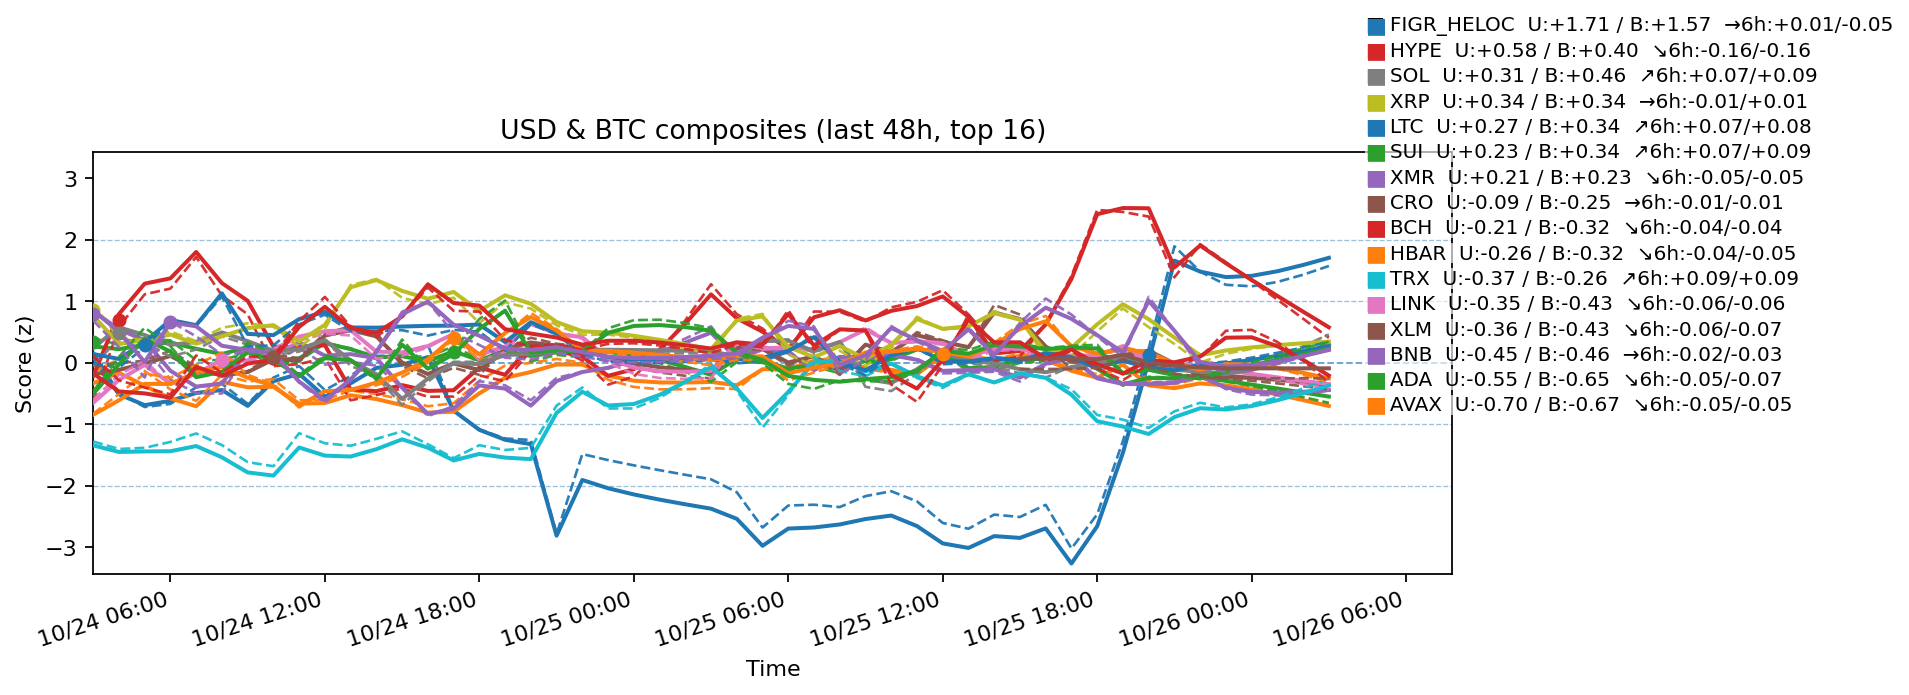 USD & BTC composites (last 48h, top 16)
FIGR_HELOC U:+1.71 / B:+1.57 →6h:+0.01/-0.05
HYPE U:+0.58 / B:+0.40 ↘6h:-0.16/-0.16
SOL U:+0.31 / B:+0.46 ↗6h:+0.07/+0.09
XRP U:+0.34 / B:+0.34 →6h:-0.01/+0.01
LTC U:+0.27 / B:+0.34 ↗6h:+0.07/+0.08
SUI U:+0.23 / B:+0.34 ↗6h:+0.07/+0.09
XMR U:+0.21 / B:+0.23 ↘6h:-0.05/-0.05
CRO U:-0.09 / B:-0.25 →6h:-0.01/-0.01
BCH U:-0.21 / B:-0.32 ↘6h:-0.04/-0.04
HBAR U:-0.26 / B:-0.32 ↘6h:-0.04/-0.05
TRX U:-0.37 / B:-0.26 ↗6h:+0.09/+0.09
LINK U:-0.35 / B:-0.43 ↘6h:-0.06/-0.06
XLM U:-0.36 / B:-0.43 ↘6h:-0.06/-0.07
BNB U:-0.45 / B:-0.46 →6h:-0.02/-0.03
ADA U:-0.55 / B:-0.65 ↘6h:-0.05/-0.07
AVAX U:-0.70 / B:-0.67 ↘6h:-0.05/-0.05
Score (z)
3
2
1
0
−1
−2
−3
10/24 06:00
10/24 12:00
10/24 18:00
10/25 00:00
10/25 06:00
10/25 12:00
10/25 18:00
10/26 00:00
10/26 06:00
Time